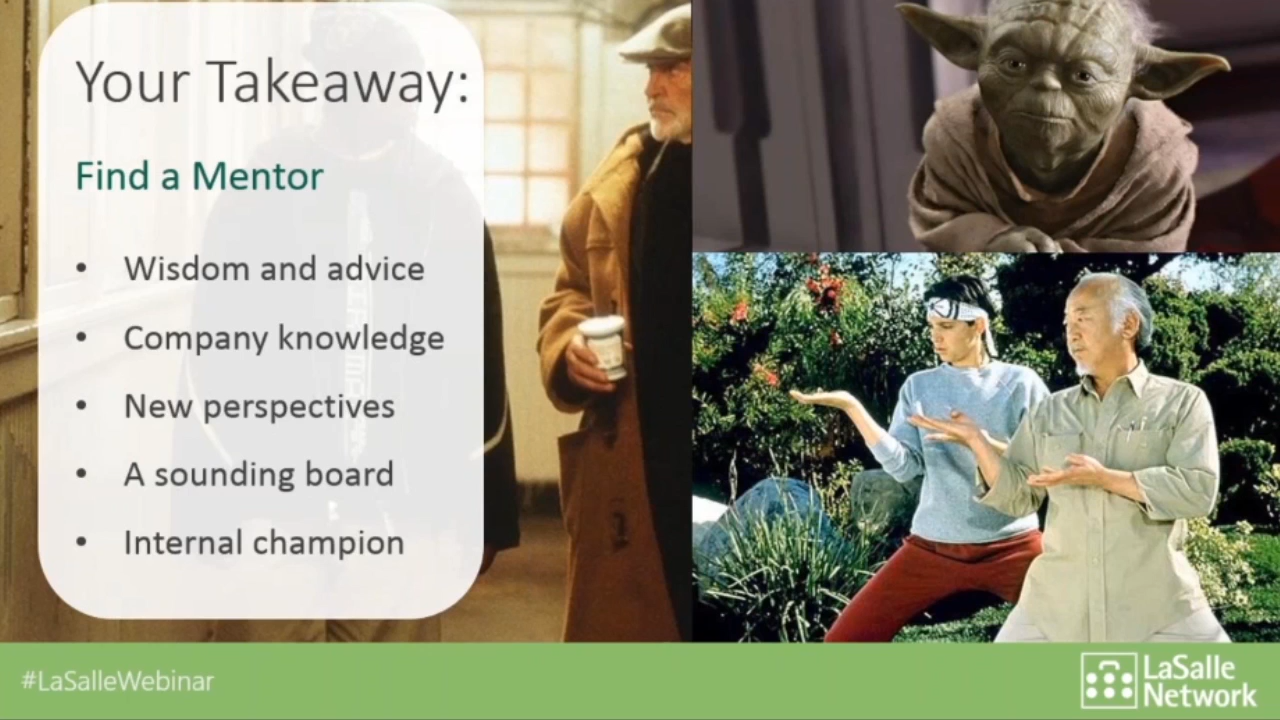 Your Takeaway:
Find a Mentor
• Wisdom and advice
• Company knowledge
• New perspectives
• A sounding board
• Internal champion
#LaSalleWebinar
LaSalle
Network